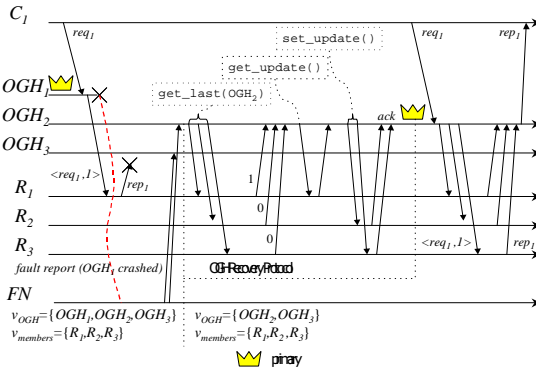 C1
req1
set_update()
req1
rep1
OGH1
get_update()
get_last(OGH2)
OGH2
ack
OGH3
<req1,1>
rep1
R1
1
R2
0
R3
0
<req1,1>
rep1
fault report (OGH1 crashed)
OGH Recovery Protocol
FN
vOGH={OGH1,OGH2,OGH3}
vmembers={R1,R2,R3}
vOGH={OGH2,OGH3}
vmembers={R1,R2,R3}
primary